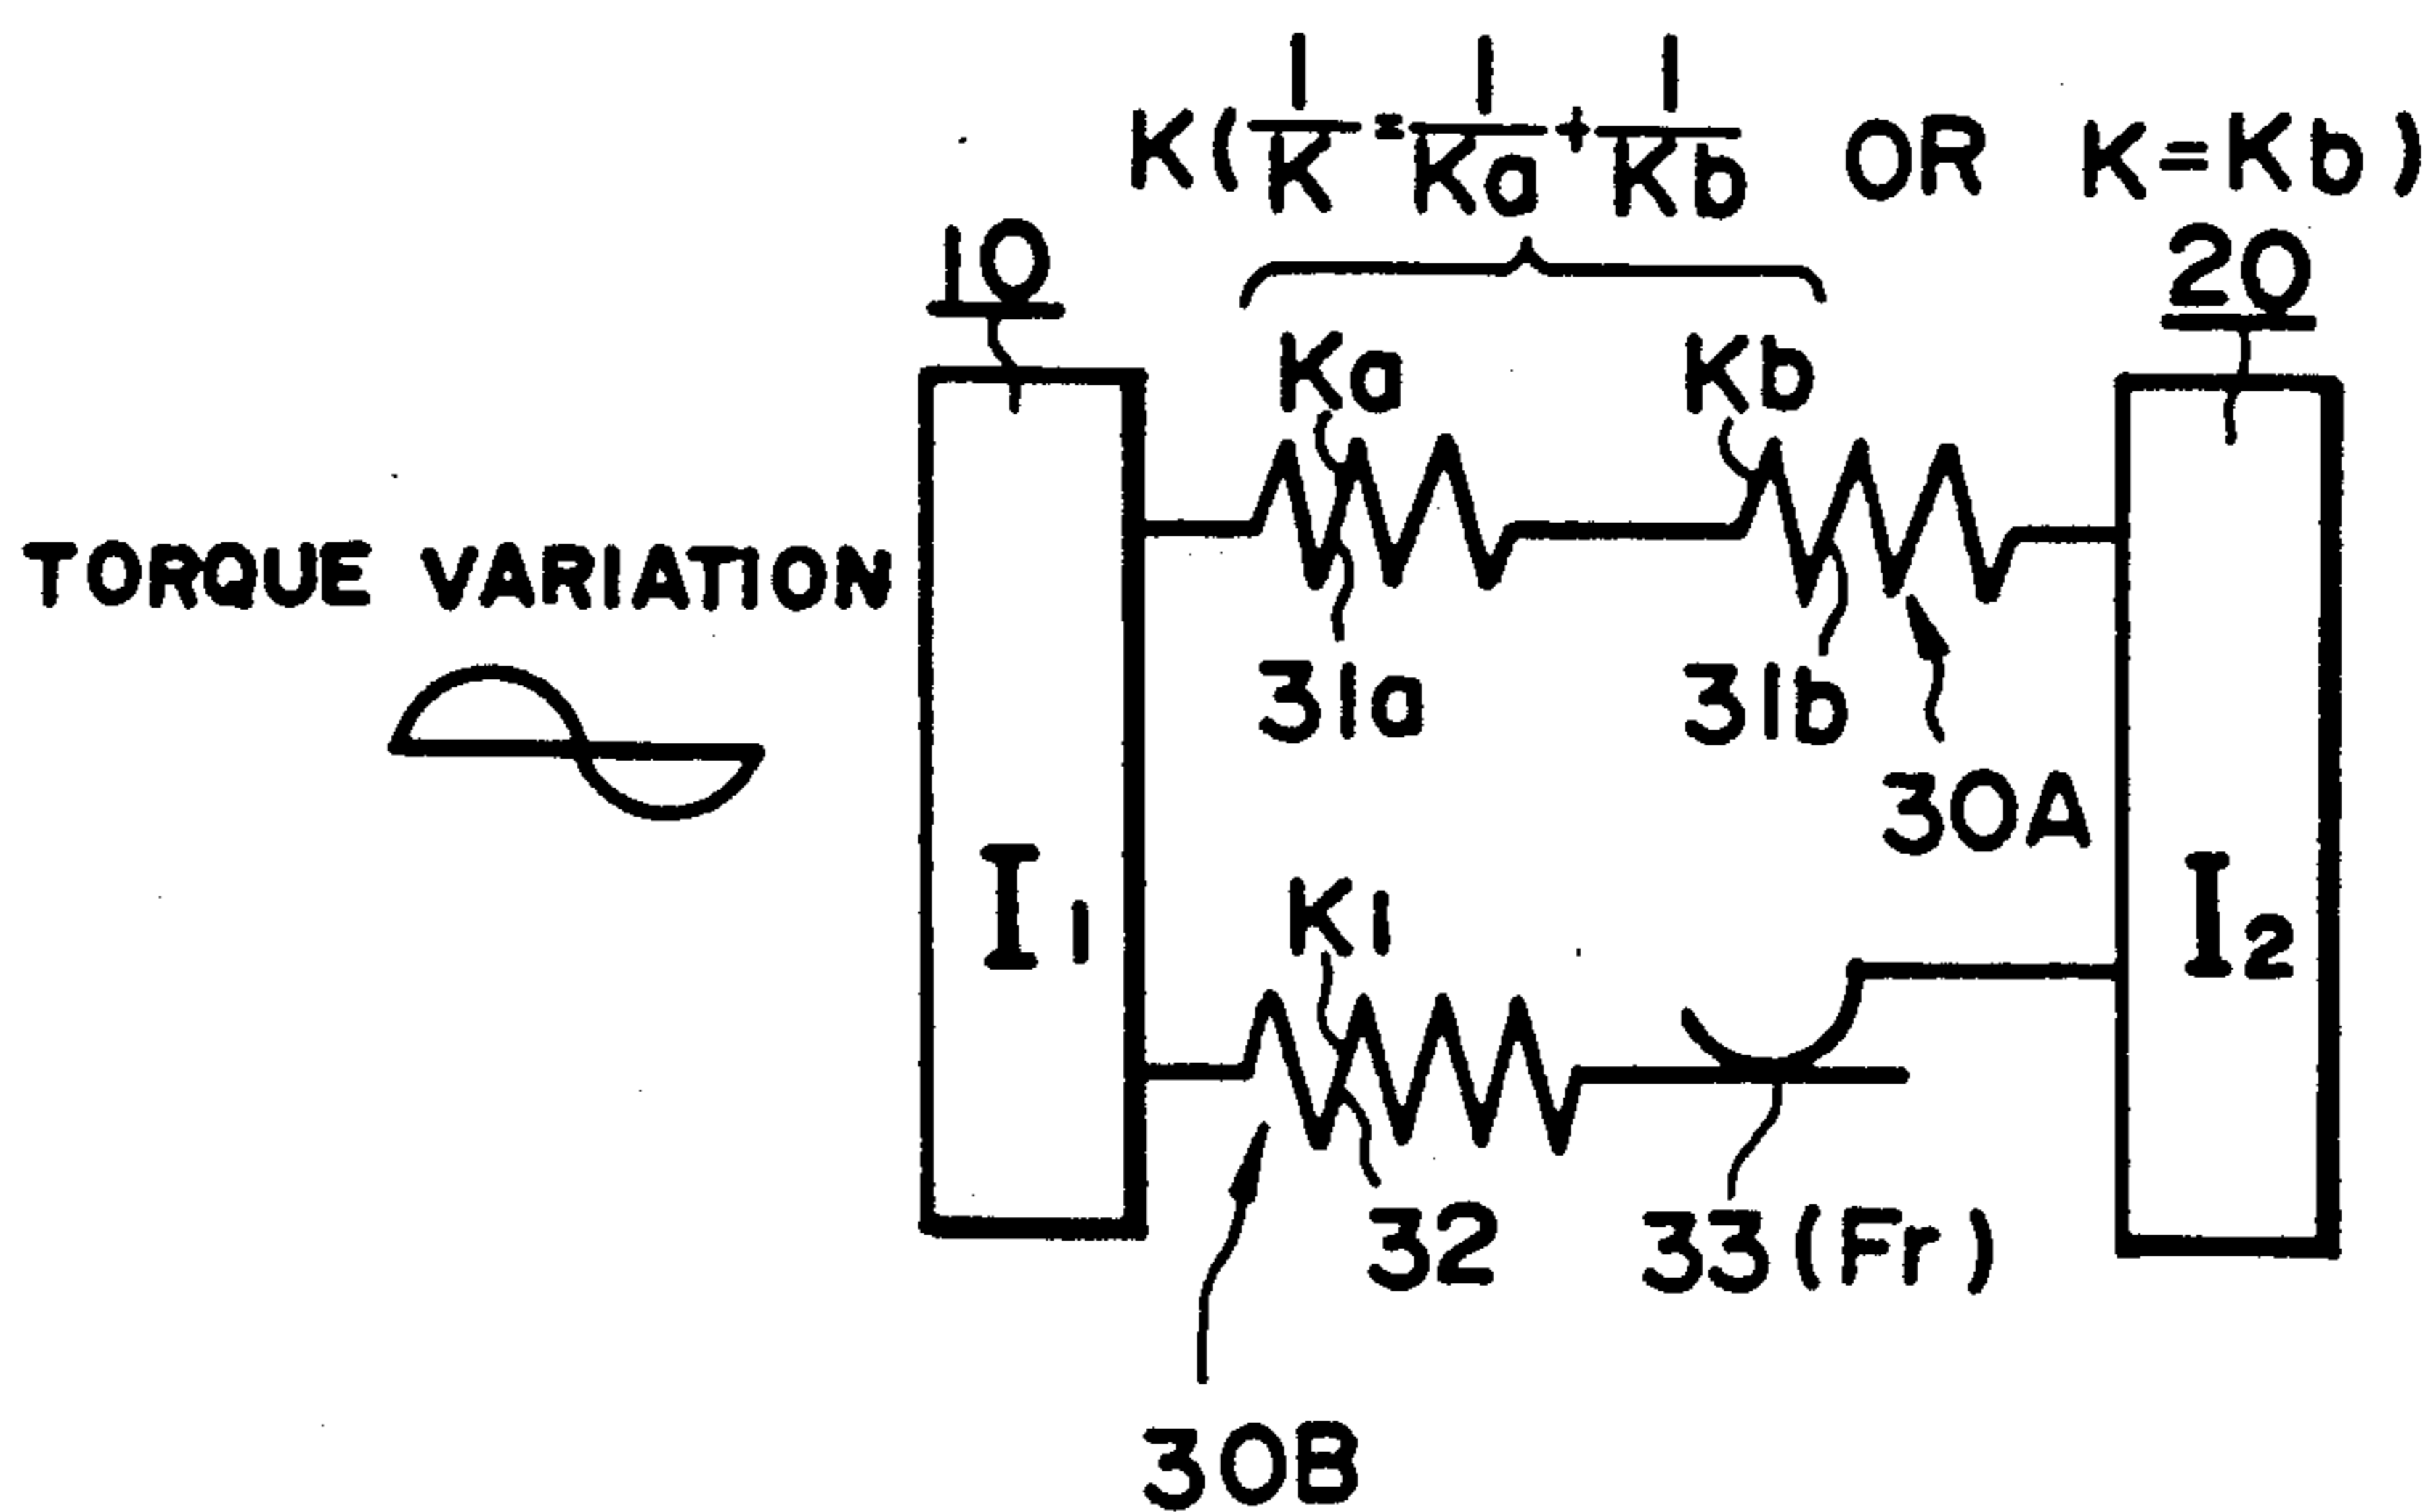 K(1/K=1/Ka+1/Kb OR K=Kb)
10
20
Ka
Kb
TORQUE VARIATION
31a
31b
30A
I1
K1
I2
32
33(Fr)
30B